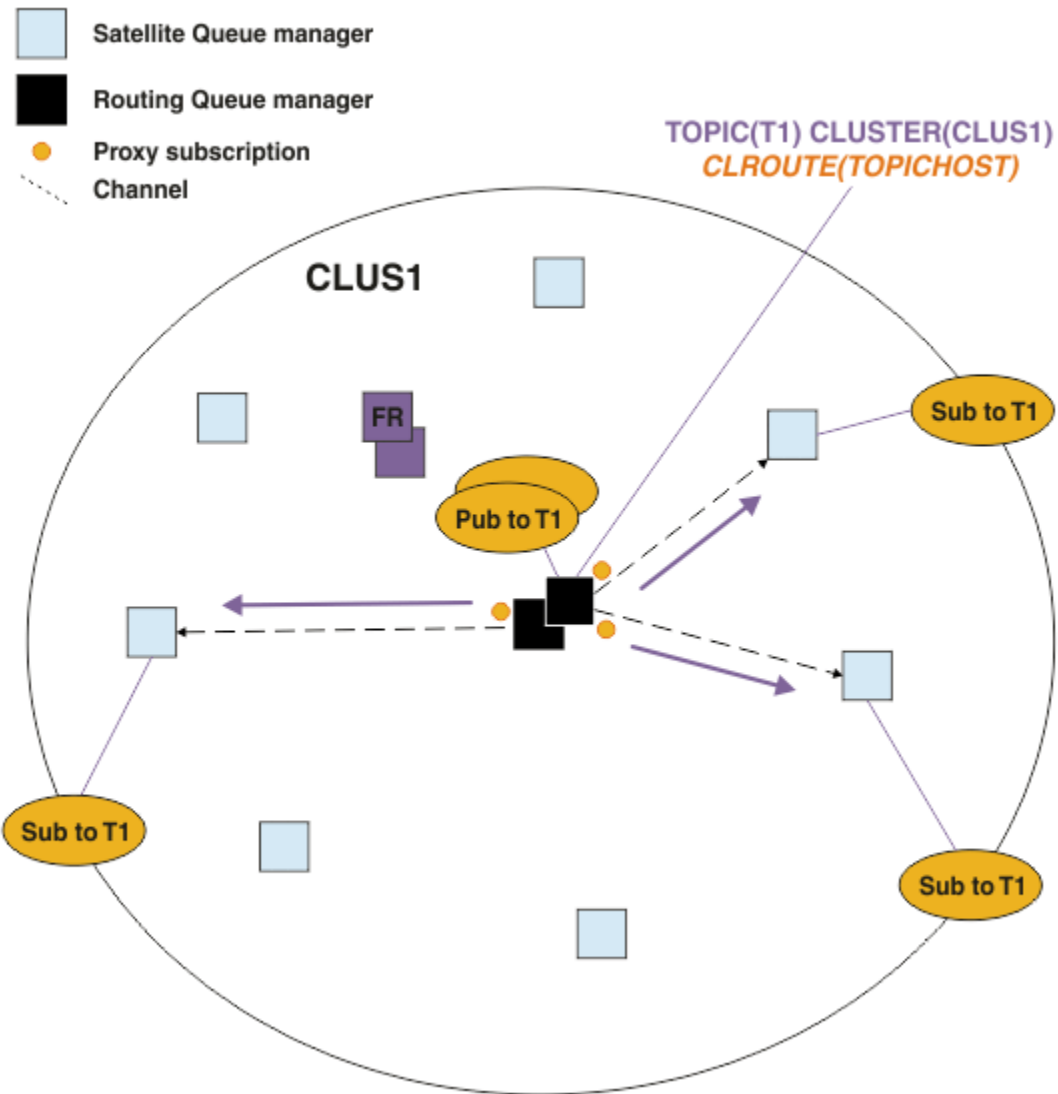 Satellite Queue manager
Routing Queue manager
Proxy subscription
Channel
TOPIC(T1) CLUSTER(CLUS1)
CLROUTE(TOPICHOST)
CLUS1
FR
Sub to T1
Pub to T1
Sub to T1
Sub to T1